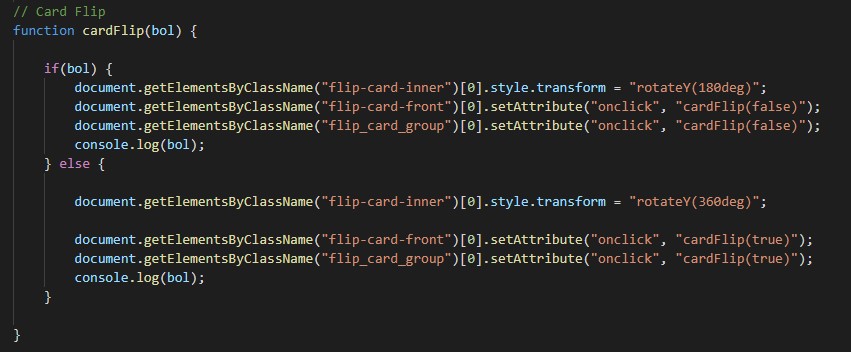 // Card Flip
function cardFlip(bol) {
if(bol) {
document.getElementsByClassName("flip-card-inner")[0].style.transform = "rotateY(180deg)";
document.getElementsByClassName("flip-card-front")[0].setAttribute("onclick", "cardFlip(false)");
document.getElementsByClassName("flip_card_group")[0].setAttribute("onclick", "cardFlip(false)");
console.log(bol);
} else {
document.getElementsByClassName("flip-card-inner")[0].style.transform = "rotateY(360deg)";
document.getElementsByClassName("flip-card-front")[0].setAttribute("onclick", "cardFlip(true)");
document.getElementsByClassName("flip_card_group")[0].setAttribute("onclick", "cardFlip(true)");
console.log(bol);
}
}